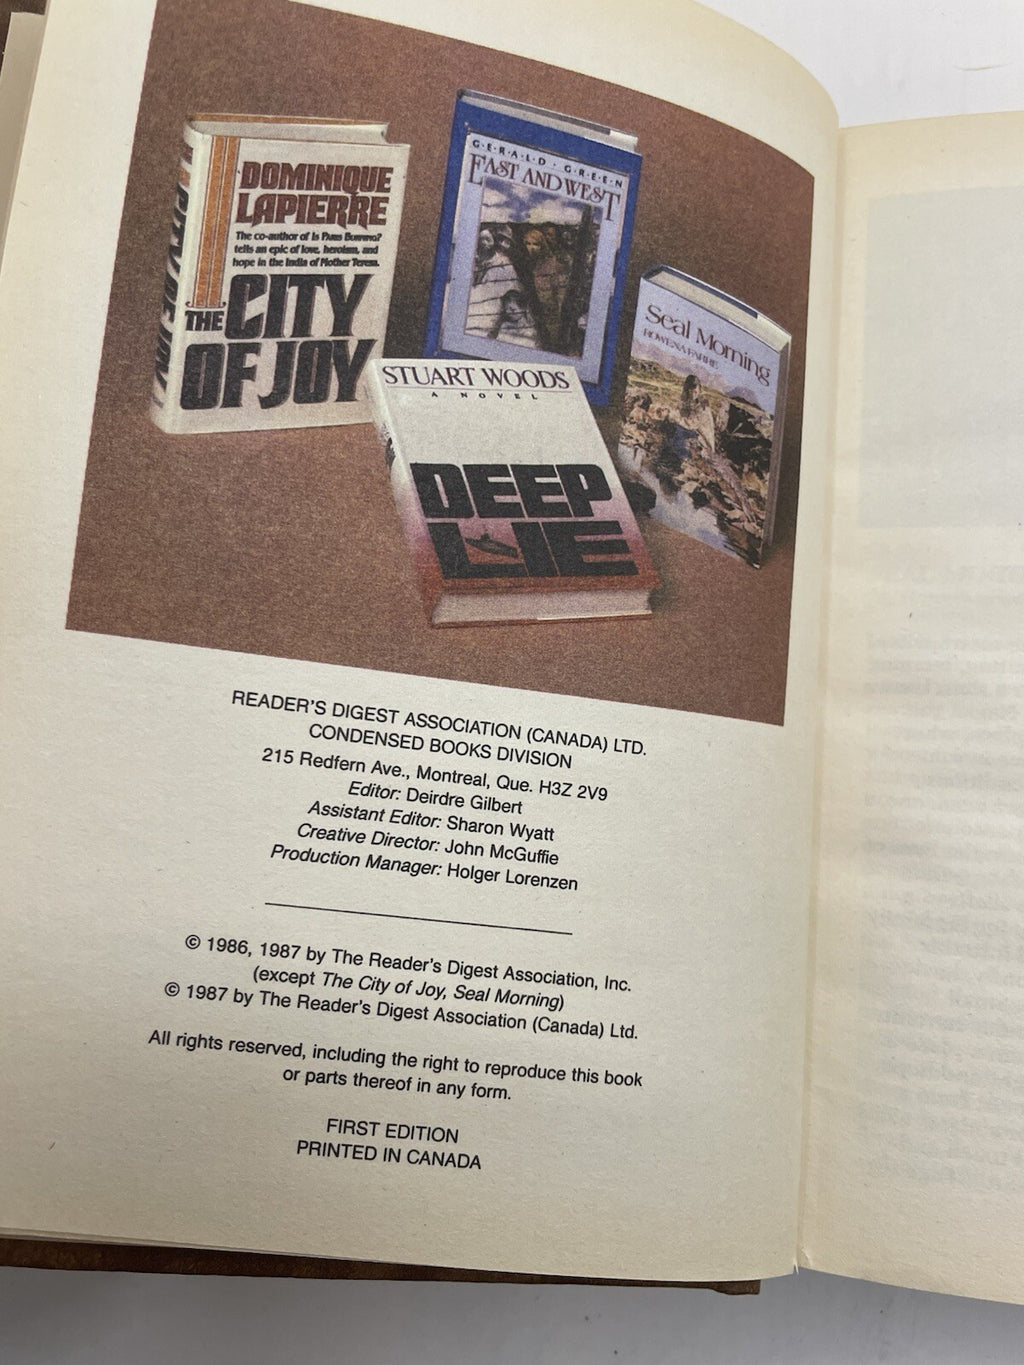 CITY OF JOY
DOMINIQUE
LAPIERRE
The co-author of Is Paris Burning?
tells an epic of love, heroism, and
hope in the India of Mother Teresa.
THE CITY
OF JOY
GERALD · GREEN
EAST AND WEST
Seal Morning
ROWENA FARRE
STUART WOODS
A NOVEL
DEEP
LIE
READER'S DIGEST ASSOCIATION (CANADA) LTD.
CONDENSED BOOKS DIVISION
215 Redfern Ave., Montreal, Que. H3Z 2V9
Editor: Deirdre Gilbert
Assistant Editor: Sharon Wyatt
Creative Director: John McGuffie
Production Manager: Holger Lorenzen
© 1986, 1987 by The Reader's Digest Association, Inc.
(except The City of Joy, Seal Morning)
© 1987 by The Reader's Digest Association (Canada) Ltd.
All rights reserved, including the right to reproduce this book
or parts thereof in any form.
FIRST EDITION
PRINTED IN CANADA